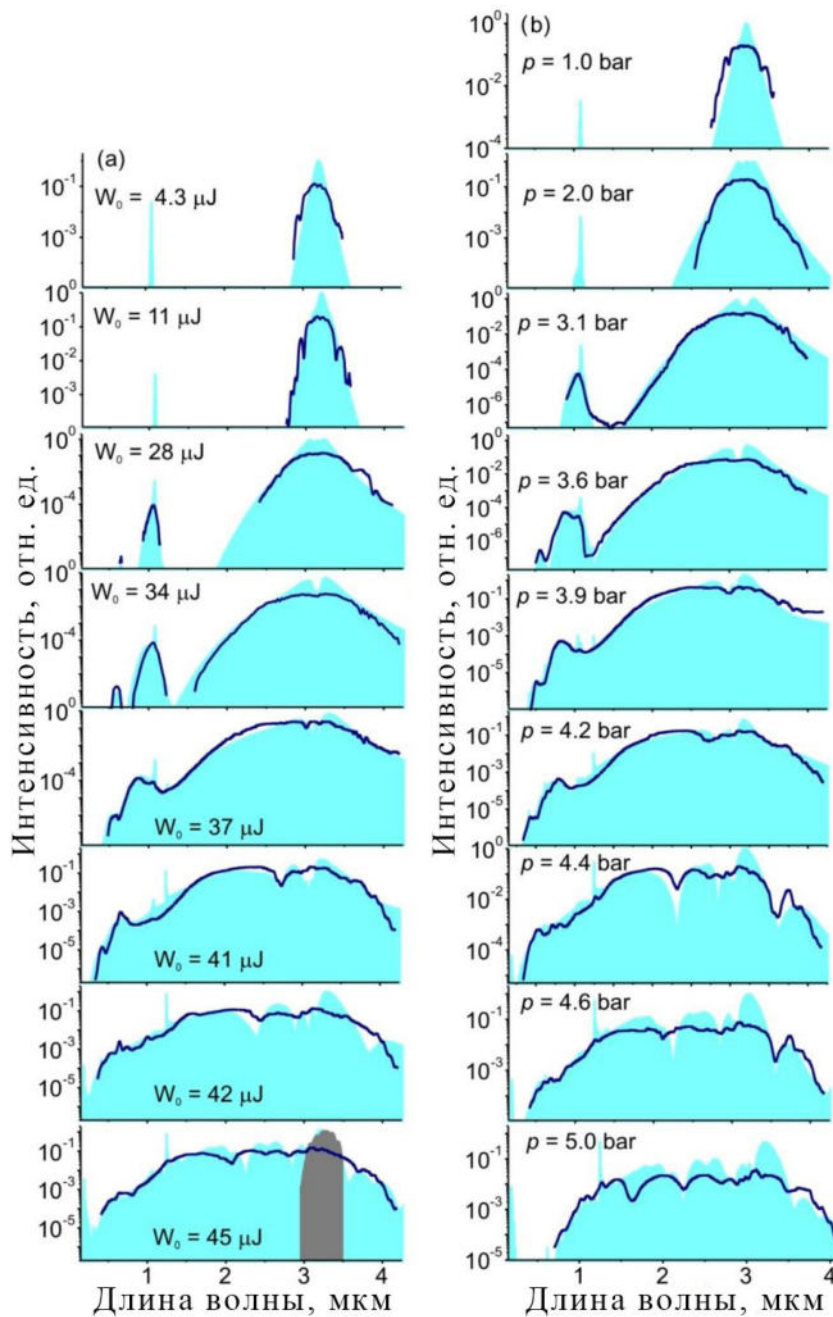 (a)
W₀ = 4.3 μJ
10⁻¹
10⁻³
10⁰
W₀ = 11 μJ
10⁻¹
10⁻²
10⁻³
10⁰
W₀ = 28 μJ
10⁻⁴
10⁰
W₀ = 34 μJ
10⁻⁴
10⁰
W₀ = 37 μJ
10⁻⁴
10⁻¹
10⁻³
10⁻⁵
W₀ = 41 μJ
10⁻¹
10⁻³
10⁻⁵
W₀ = 42 μJ
10⁻¹
10⁻³
10⁻⁵
W₀ = 45 μJ
1 2 3 4
Длина волны, мкм
Интенсивность, отн. ед.
(b)
10⁰
p = 1.0 bar
10⁻²
10⁻⁴
10⁻¹
p = 2.0 bar
10⁻³
10⁰
p = 3.1 bar
10⁻²
10⁻⁶
10⁰
p = 3.6 bar
10⁻²
10⁻⁴
10⁻⁶
p = 3.9 bar
10⁻¹
10⁻³
10⁻⁵
p = 4.2 bar
10⁻¹
10⁻³
10⁻⁵
0
10⁰
p = 4.4 bar
10⁻²
10⁻⁴
p = 4.6 bar
10⁻¹
10⁻³
p = 5.0 bar
10⁻¹
10⁻³
10⁻⁵
1 2 3 4
Длина волны, мкм
Интенсивность, отн. ед.